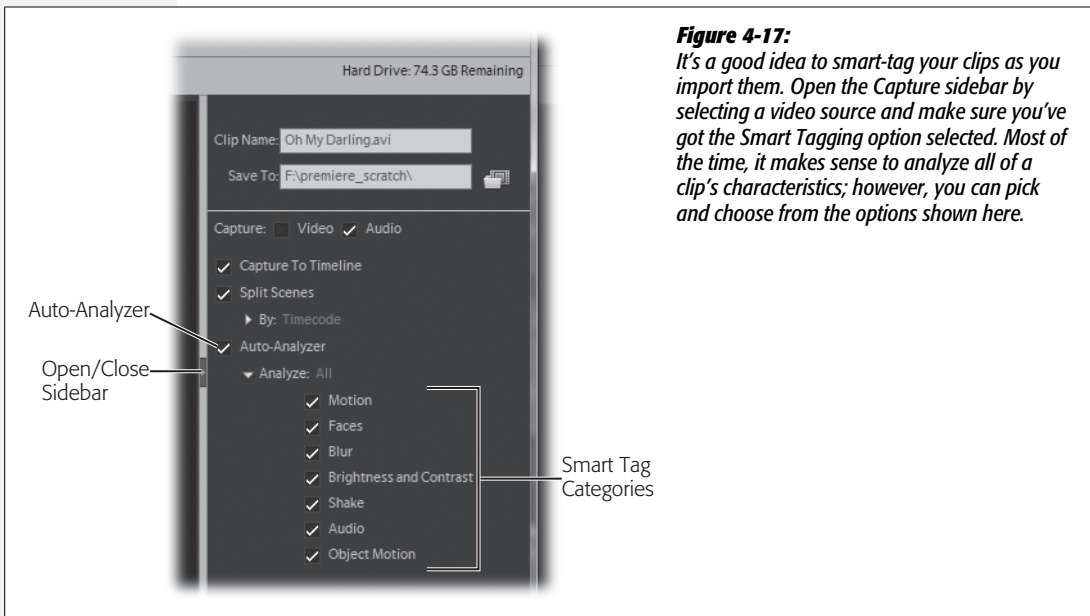 Hard Drive: 74.3 GB Remaining
Clip Name: Oh My Darling.avi
Save To: F:\premiere_scratch\
Capture: Video Audio
Capture To Timeline
Split Scenes
By: Timecode
Auto-Analyzer
Analyze: All
Motion
Faces
Blur
Brightness and Contrast
Shake
Audio
Object Motion
Auto-Analyzer
Open/Close
Sidebar
Smart Tag
Categories
Figure 4-17:
It's a good idea to smart-tag your clips as you
import them. Open the Capture sidebar by
selecting a video source and make sure you've
got the Smart Tagging option selected. Most of
the time, it makes sense to analyze all of a
clip's characteristics; however, you can pick
and choose from the options shown here.